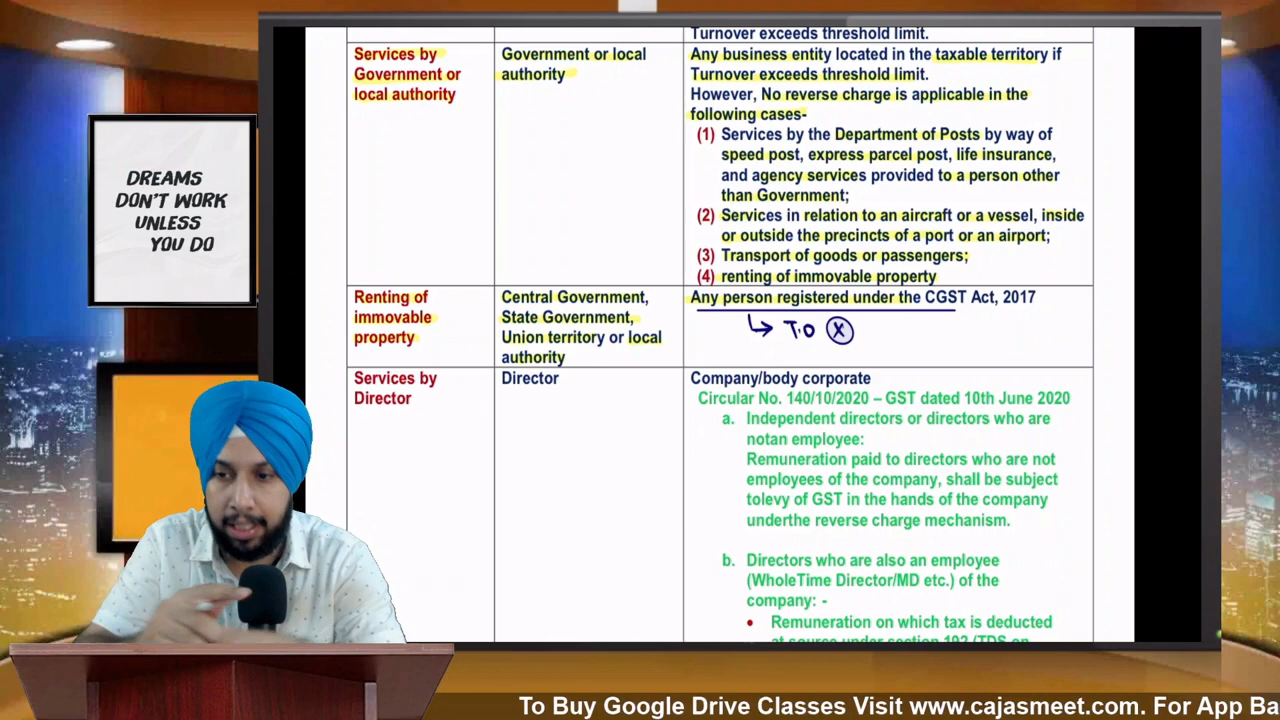 DREAMS
DON'T WORK
UNLESS
YOU DO
Turnover exceeds threshold limit.
Services by
Government or
local authority
Government or local
authority
Any business entity located in the taxable territory if
Turnover exceeds threshold limit.
However, No reverse charge is applicable in the
following cases-
(1) Services by the Department of Posts by way of
speed post, express parcel post, life insurance,
and agency services provided to a person other
than Government;
(2) Services in relation to an aircraft or a vessel, inside
or outside the precincts of a port or an airport;
(3) Transport of goods or passengers;
(4) renting of immovable property
Renting of
immovable
property
Central Government,
State Government,
Union territory or local
authority
Any person registered under the CGST Act, 2017
T.O X
Services by
Director
Director
Company/body corporate
Circular No. 140/10/2020 – GST dated 10th June 2020
a. Independent directors or directors who are
notan employee:
Remuneration paid to directors who are not
employees of the company, shall be subject
tolevy of GST in the hands of the company
underthe reverse charge mechanism.
b. Directors who are also an employee
(WholeTime Director/MD etc.) of the
company: -
• Remuneration on which tax is deducted
at source under section 192 (TDS on
To Buy Google Drive Classes Visit www.cajasmeet.com. For App Ba